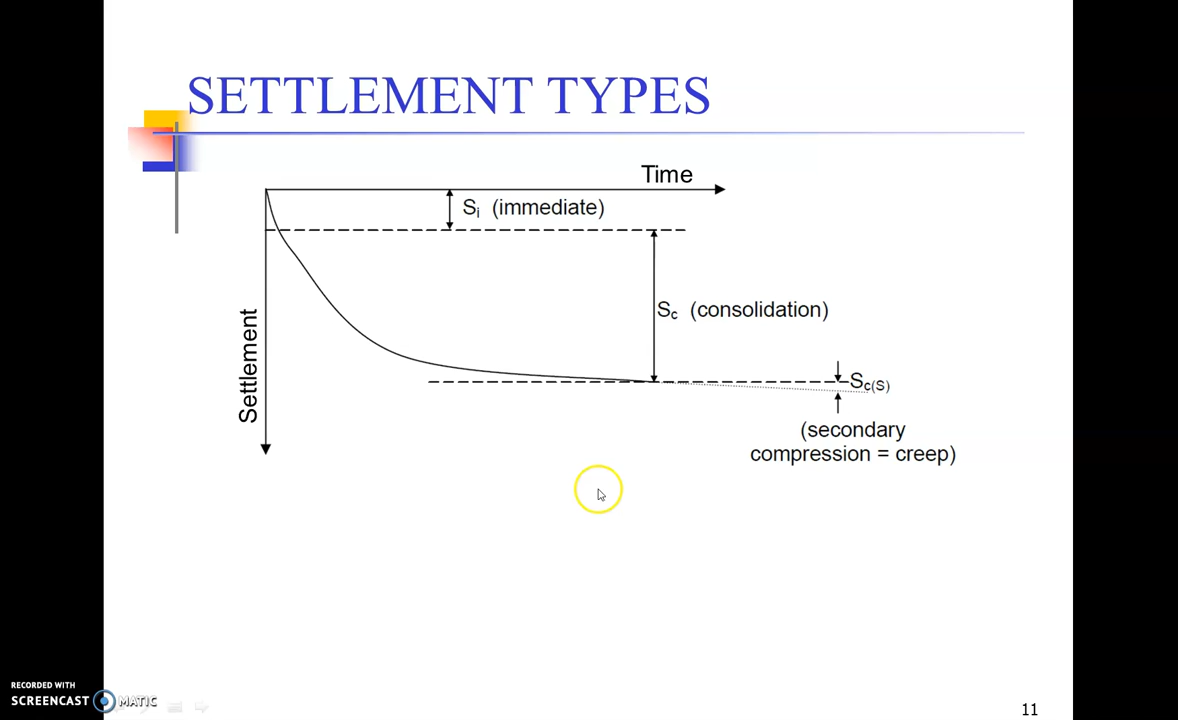 SETTLEMENT TYPES
Time
Si (immediate)
Settlement
Sc (consolidation)
Sc(S)
(secondary
compression = creep)
RECORDED WITH
SCREENCAST MATIC
11